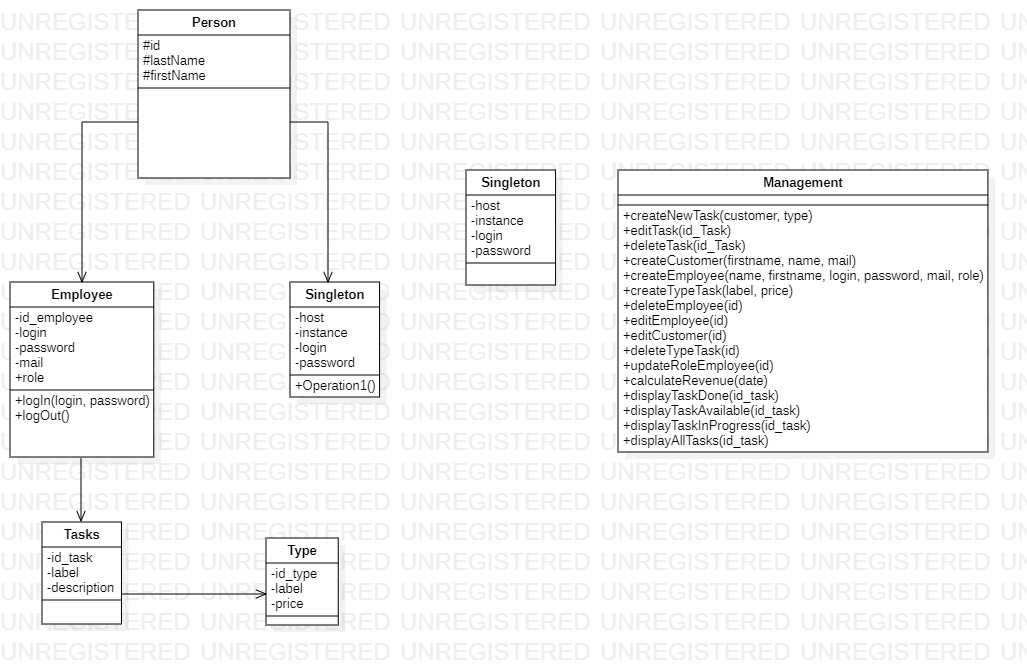 Person
#id
#lastName
#firstName
Singleton
-host
-instance
-login
-password
Management
+createNewTask(customer, type)
+editTask(id_Task)
+deleteTask(id_Task)
+createCustomer(firstname, name, mail)
+createEmployee(name, firstname, login, password, mail, role)
+createTypeTask(label, price)
+deleteEmployee(id)
+editEmployee(id)
+editCustomer(id)
+deleteTypeTask(id)
+updateRoleEmployee(id)
+calculateRevenue(date)
+displayTaskDone(id_task)
+displayTaskAvailable(id_task)
+displayTaskInProgress(id_task)
+displayAllTasks(id_task)
Employee
-id_employee
-login
-password
-mail
+role
+logIn(login, password)
+logOut()
Singleton
-host
-instance
-login
-password
+Operation1()
Tasks
-id_task
-label
-description
Type
-id_type
-label
-price
UNREGISTERED